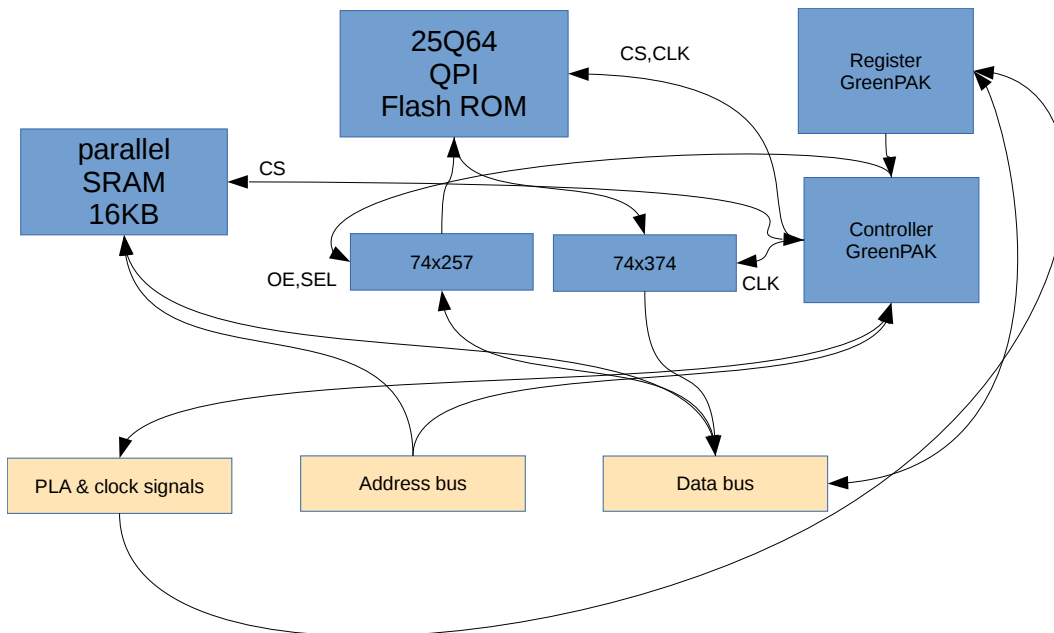 25Q64
QPI
Flash ROM
CS,CLK
Register
GreenPAK
parallel
SRAM
16KB
CS
Controller
GreenPAK
74x257
74x374
OE,SEL
CLK
PLA & clock signals
Address bus
Data bus